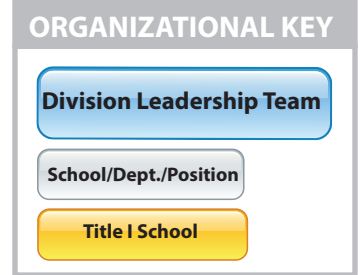 ORGANIZATIONAL KEY
Division Leadership Team
School/Dept./Position
Title I School